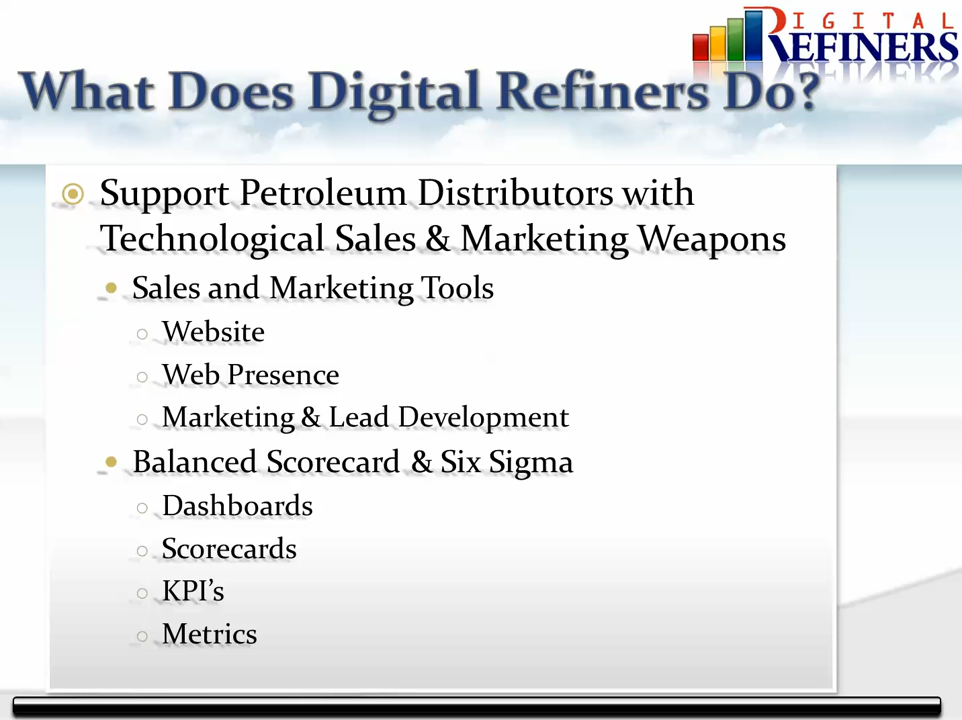 DIGITAL
REFINERS
What Does Digital Refiners Do?
Support Petroleum Distributors with
Technological Sales & Marketing Weapons
Sales and Marketing Tools
Website
Web Presence
Marketing & Lead Development
Balanced Scorecard & Six Sigma
Dashboards
Scorecards
KPI’s
Metrics